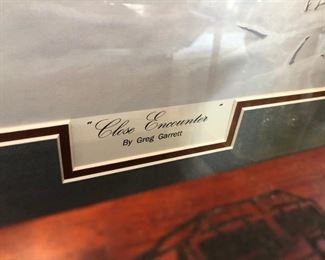 "Close Encounter"
By Greg Garrett